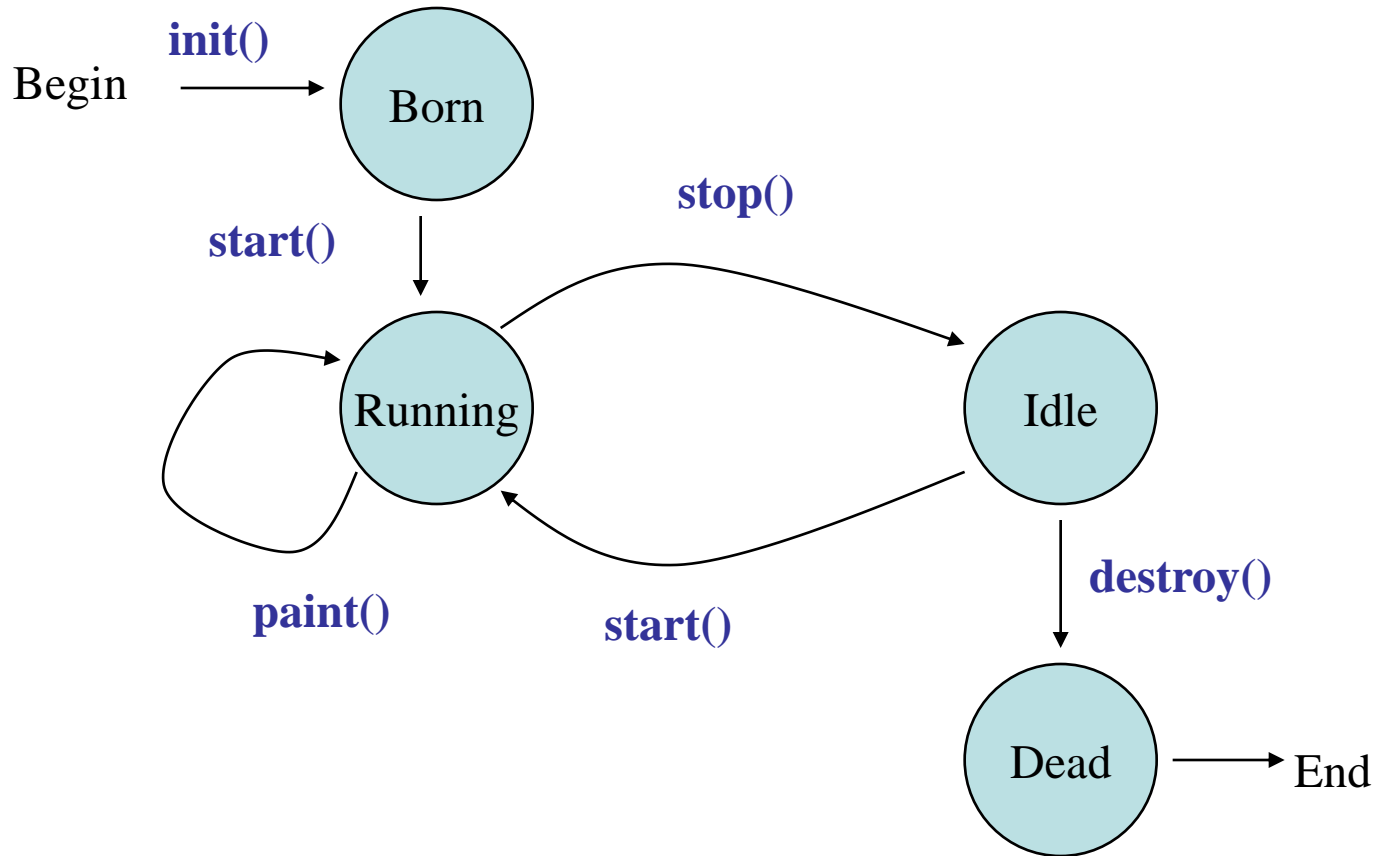 init()
Begin
Born
stop()
start()
Running
Idle
destroy()
paint()
start()
Dead
End